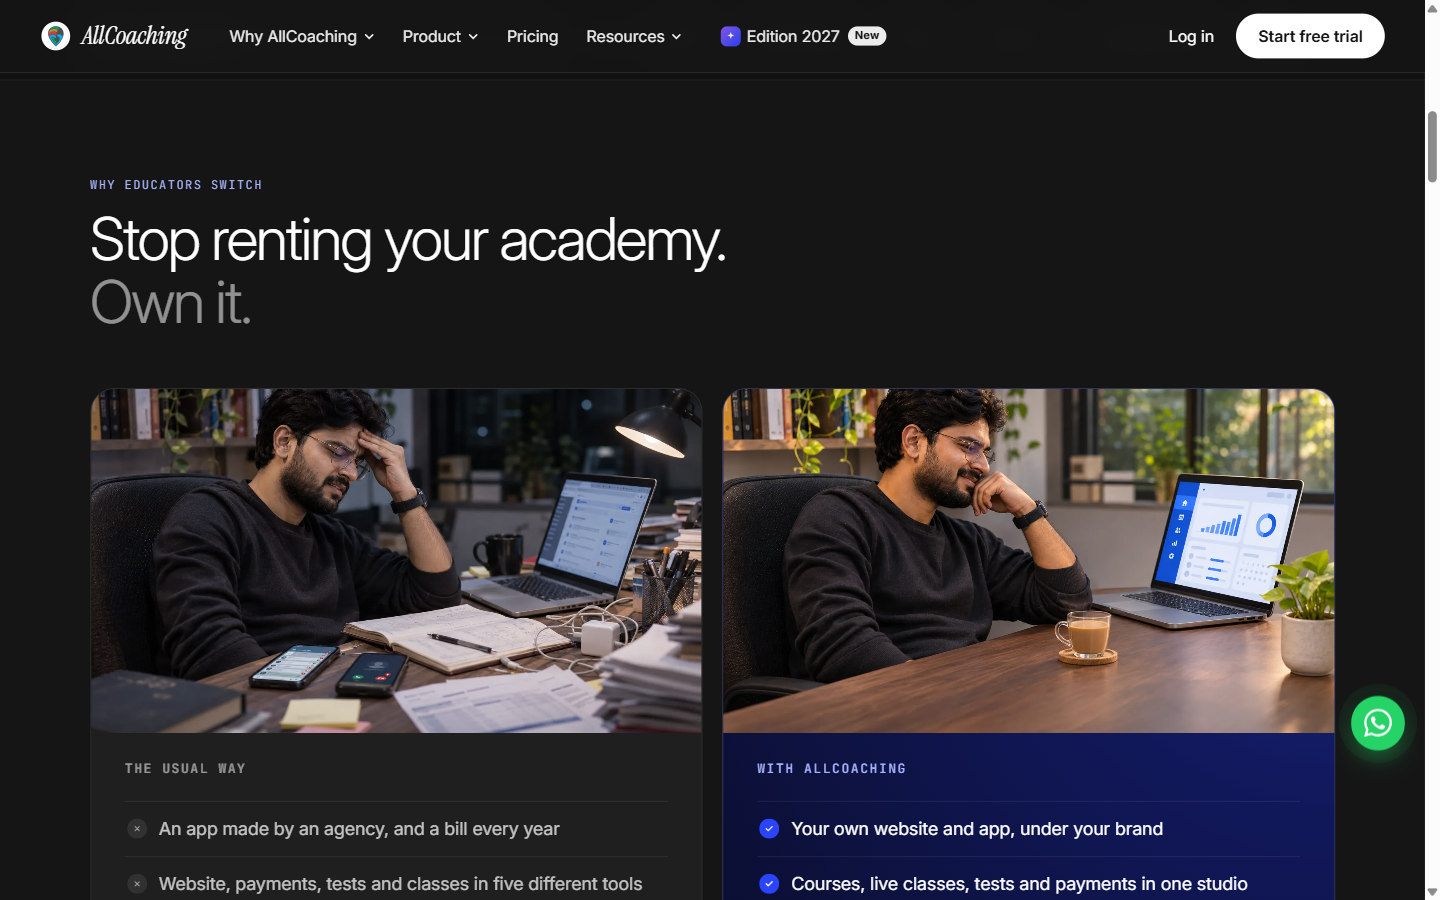 AllCoaching
Why AllCoaching
Product
Pricing
Resources
Edition 2027
New
Log in
Start free trial
WHY EDUCATORS SWITCH
Stop renting your academy.
Own it.
THE USUAL WAY
An app made by an agency, and a bill every year
Website, payments, tests and classes in five different tools
WITH ALLCOACHING
Your own website and app, under your brand
Courses, live classes, tests and payments in one studio